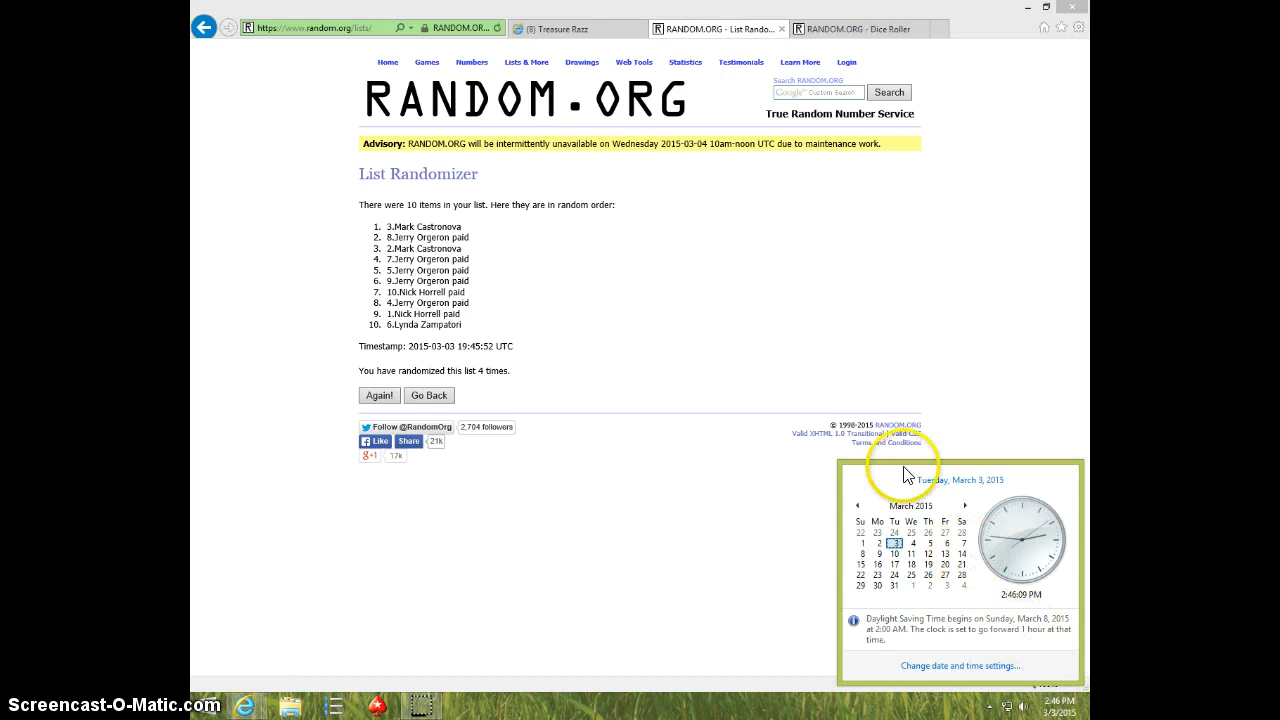 https://www.random.org/lists/
RANDOM.OR...
(8) Treasure Razz
RANDOM.ORG - List Rando...
RANDOM.ORG - Dice Roller
Home Games Numbers Lists & More Drawings Web Tools Statistics Testimonials Learn More Login
RANDOM.ORG
Search RANDOM.ORG
Google™ Custom Search
Search
True Random Number Service
Advisory: RANDOM.ORG will be intermittently unavailable on Wednesday 2015-03-04 10am-noon UTC due to maintenance work.
List Randomizer
There were 10 items in your list. Here they are in random order:
1. 3.Mark Castronova
2. 8.Jerry Orgeron paid
3. 2.Mark Castronova
4. 7.Jerry Orgeron paid
5. 5.Jerry Orgeron paid
6. 9.Jerry Orgeron paid
7. 10.Nick Horrell paid
8. 4.Jerry Orgeron paid
9. 1.Nick Horrell paid
10. 6.Lynda Zampatori
Timestamp: 2015-03-03 19:45:52 UTC
You have randomized this list 4 times.
Again! Go Back
Follow @RandomOrg 2,704 followers
Like Share 21k
g+1 17k
© 1998-2015 RANDOM.ORG
Valid XHTML 1.0 Transitional | Valid CSS
Terms and Conditions
Tuesday, March 3, 2015
March 2015
Su Mo Tu We Th Fr Sa
22 23 24 25 26 27 28
1 2 3 4 5 6 7
8 9 10 11 12 13 14
15 16 17 18 19 20 21
22 23 24 25 26 27 28
29 30 31 1 2 3 4
2:46:09 PM
Daylight Saving Time begins on Sunday, March 8, 2015
at 2:00 AM. The clock is set to go forward 1 hour at that
time.
Change date and time settings...
Screencast-O-Matic.com
2:46 PM
3/3/2015